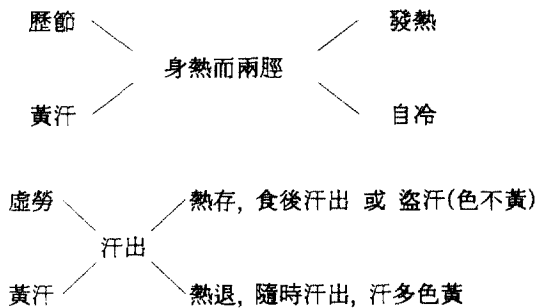 歷節 發熱
身熱而兩脛
黃汗 自冷
虛勞 熱存, 食後汗出 或 盜汗(色不黃)
汗出
黃汗 熱退, 隨時汗出, 汗多色黃